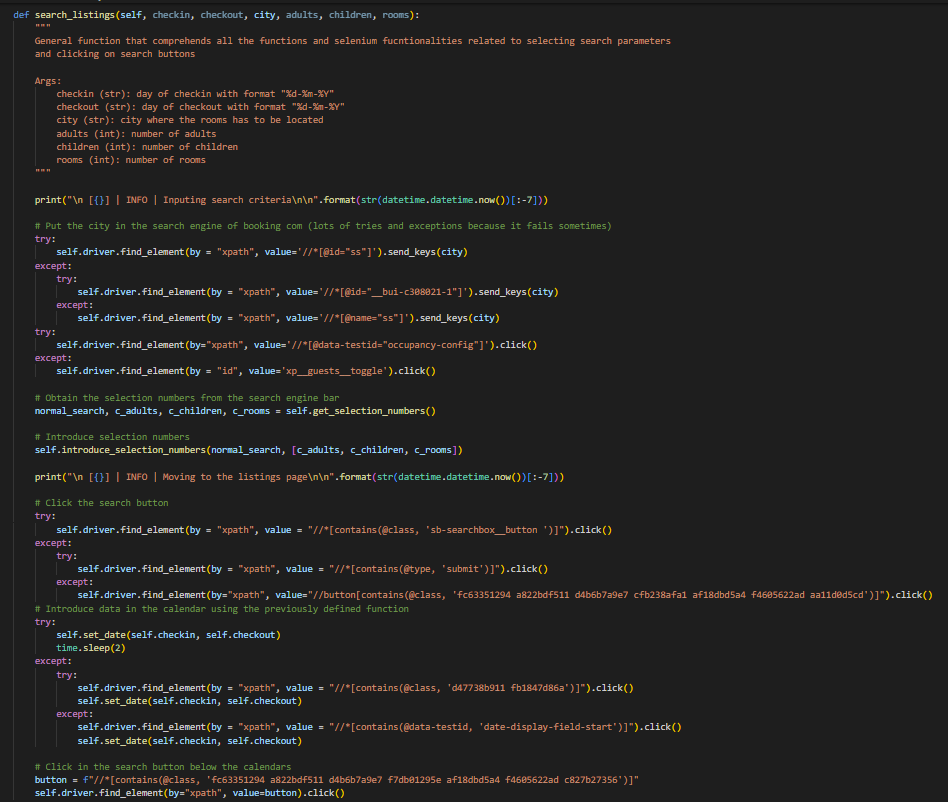 def search_listings(self, checkin, checkout, city, adults, children, rooms):
"""
General function that comprehends all the functions and selenium fucntionalities related to selecting search parameters
and clicking on search buttons
Args:
checkin (str): day of checkin with format "%d-%m-%Y"
checkout (str): day of checkout with format "%d-%m-%Y"
city (str): city where the rooms has to be located
adults (int): number of adults
children (int): number of children
rooms (int): number of rooms
"""
print("\n [{}] | INFO | Inputing search criteria\n\n".format(str(datetime.datetime.now())[:-7]))
# Put the city in the search engine of booking com (lots of tries and exceptions because it fails sometimes)
try:
self.driver.find_element(by = "xpath", value='//*[@id="ss"]').send_keys(city)
except:
try:
self.driver.find_element(by = "xpath", value='//*[@id="__bui-c308021-1"]').send_keys(city)
except:
self.driver.find_element(by = "xpath", value='//*[@name="ss"]').send_keys(city)
try:
self.driver.find_element(by="xpath", value='//*[@data-testid="occupancy-config"]').click()
except:
self.driver.find_element(by = "id", value='xp__guests__toggle').click()
# Obtain the selection numbers from the search engine bar
normal_search, c_adults, c_children, c_rooms = self.get_selection_numbers()
# Introduce selection numbers
self.introduce_selection_numbers(normal_search, [c_adults, c_children, c_rooms])
print("\n [{}] | INFO | Moving to the listings page\n\n".format(str(datetime.datetime.now())[:-7]))
# Click the search button
try:
self.driver.find_element(by = "xpath", value = "//*[contains(@class, 'sb-searchbox__button ')]").click()
except:
try:
self.driver.find_element(by = "xpath", value = "//*[contains(@type, 'submit')]").click()
except:
self.driver.find_element(by="xpath", value="//button[contains(@class, 'fc63351294 a822bdf511 d4b6b7a9e7 cfb238afa1 af18dbd5a4 f4605622ad aa11d0d5cd')]").click()
# Introduce data in the calendar using the previously defined function
try:
self.set_date(self.checkin, self.checkout)
time.sleep(2)
except:
try:
self.driver.find_element(by = "xpath", value = "//*[contains(@class, 'd47738b911 fb1847d86a')]").click()
self.set_date(self.checkin, self.checkout)
except:
self.driver.find_element(by = "xpath", value = "//*[contains(@data-testid, 'date-display-field-start')]").click()
self.set_date(self.checkin, self.checkout)
# Click in the search button below the calendars
button = f"//*[contains(@class, 'fc63351294 a822bdf511 d4b6b7a9e7 f7db01295e af18dbd5a4 f4605622ad c827b27356')]"
self.driver.find_element(by="xpath", value=button).click()